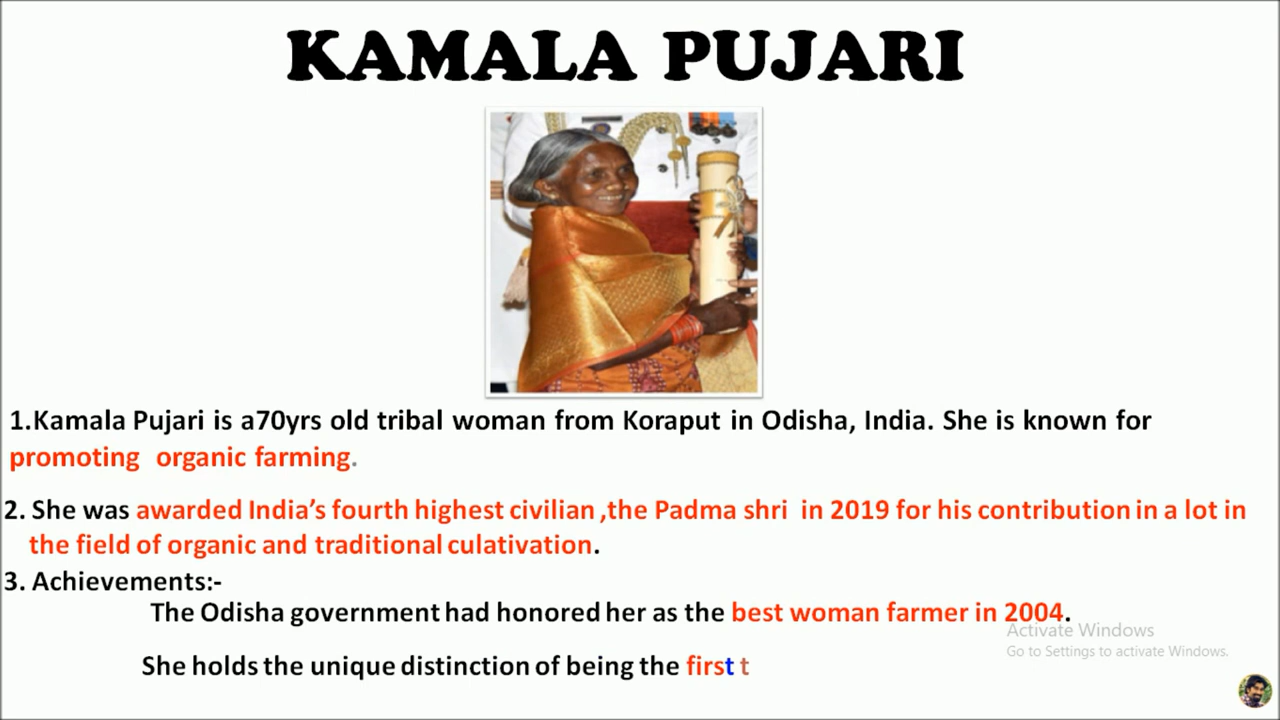 KAMALA PUJARI
1.Kamala Pujari is a70yrs old tribal woman from Koraput in Odisha, India. She is known for
promoting organic farming.
2. She was awarded India’s fourth highest civilian ,the Padma shri in 2019 for his contribution in a lot in
the field of organic and traditional culativation.
3. Achievements:-
The Odisha government had honored her as the best woman farmer in 2004.
Activate Windows
Go to Settings to activate Windows.
She holds the unique distinction of being the first t